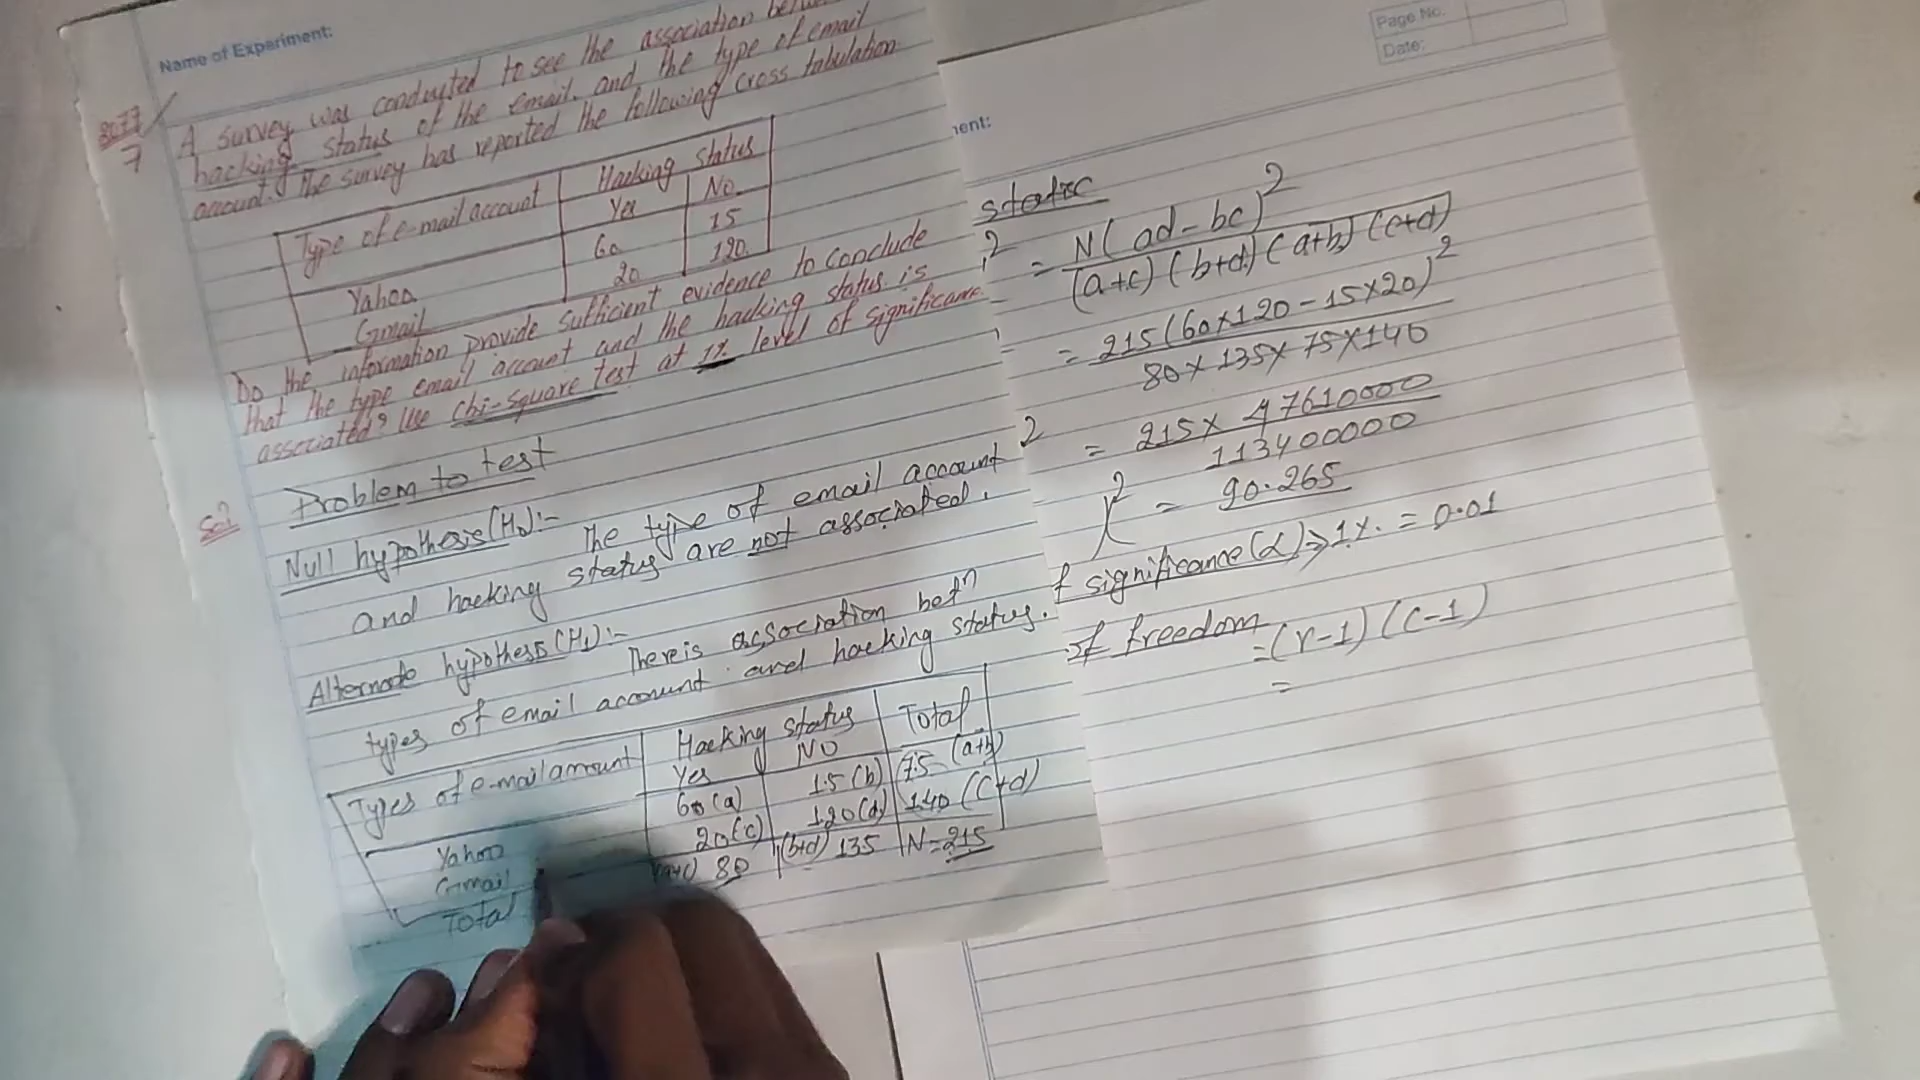 Name of Experiment:
2077
7
A survey was conducted to see the association
hacking status of the email and the type of email
account. The survey has reported the following cross tabulation
Type of e-mail account
Hacking status
Yes
No
Yahoo
60
15
Gmail
20
120
Do the information provide sufficient evidence to conclude
that the type email account and the hacking status is
associated? Use Chi-square test at 1% level of significance
Problem to test
Null hypothesis (H0):- The type of email account
and hacking status are not associated.
Alternate hypothesis (H1):- There is association betn
types of email account and hacking status.
Types of e-mail amount
Hacking status
Total
Yes
NO
Yahoo
60 (a)
15 (b)
75 (a+b)
Gmail
20 (c)
120 (d)
140 (c+d)
Total
(a+c) 80
(b+d) 135
N=215
Page No.
Date:
ment:
static
2 = N(ad-bc)2
(a+c) (b+d) (a+b) (c+d)
= 215 (60×120 - 15×20)2
80 × 135 × 75 × 140
= 215 × 47610000
113400000
χ2 = 90.265
f significance (α) ⇒ 1% = 0.01
of freedom = (r-1) (c-1)
=